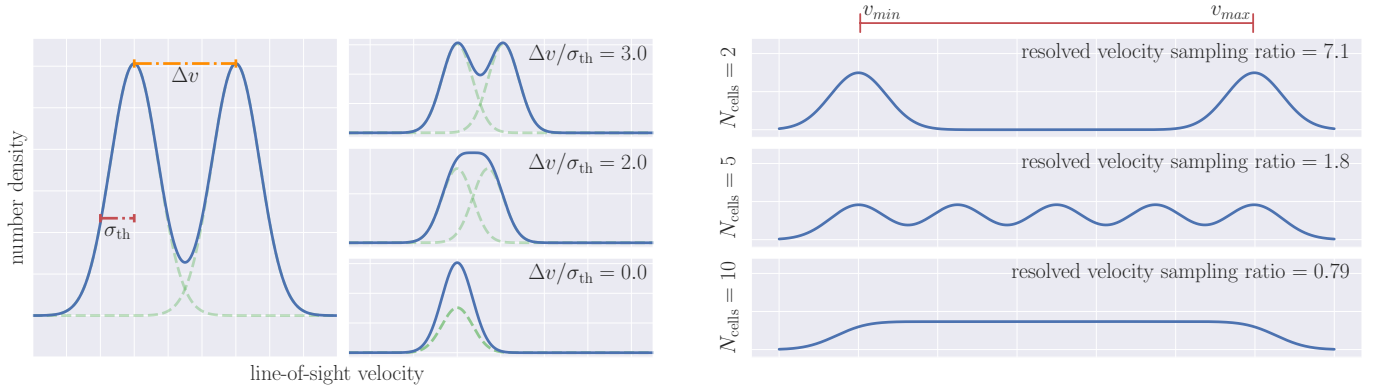 number density
Δv
σ_th
Δv/σ_th = 3.0
Δv/σ_th = 2.0
Δv/σ_th = 0.0
line-of-sight velocity
v_min
v_max
N_cells = 2
resolved velocity sampling ratio = 7.1
N_cells = 5
resolved velocity sampling ratio = 1.8
N_cells = 10
resolved velocity sampling ratio = 0.79